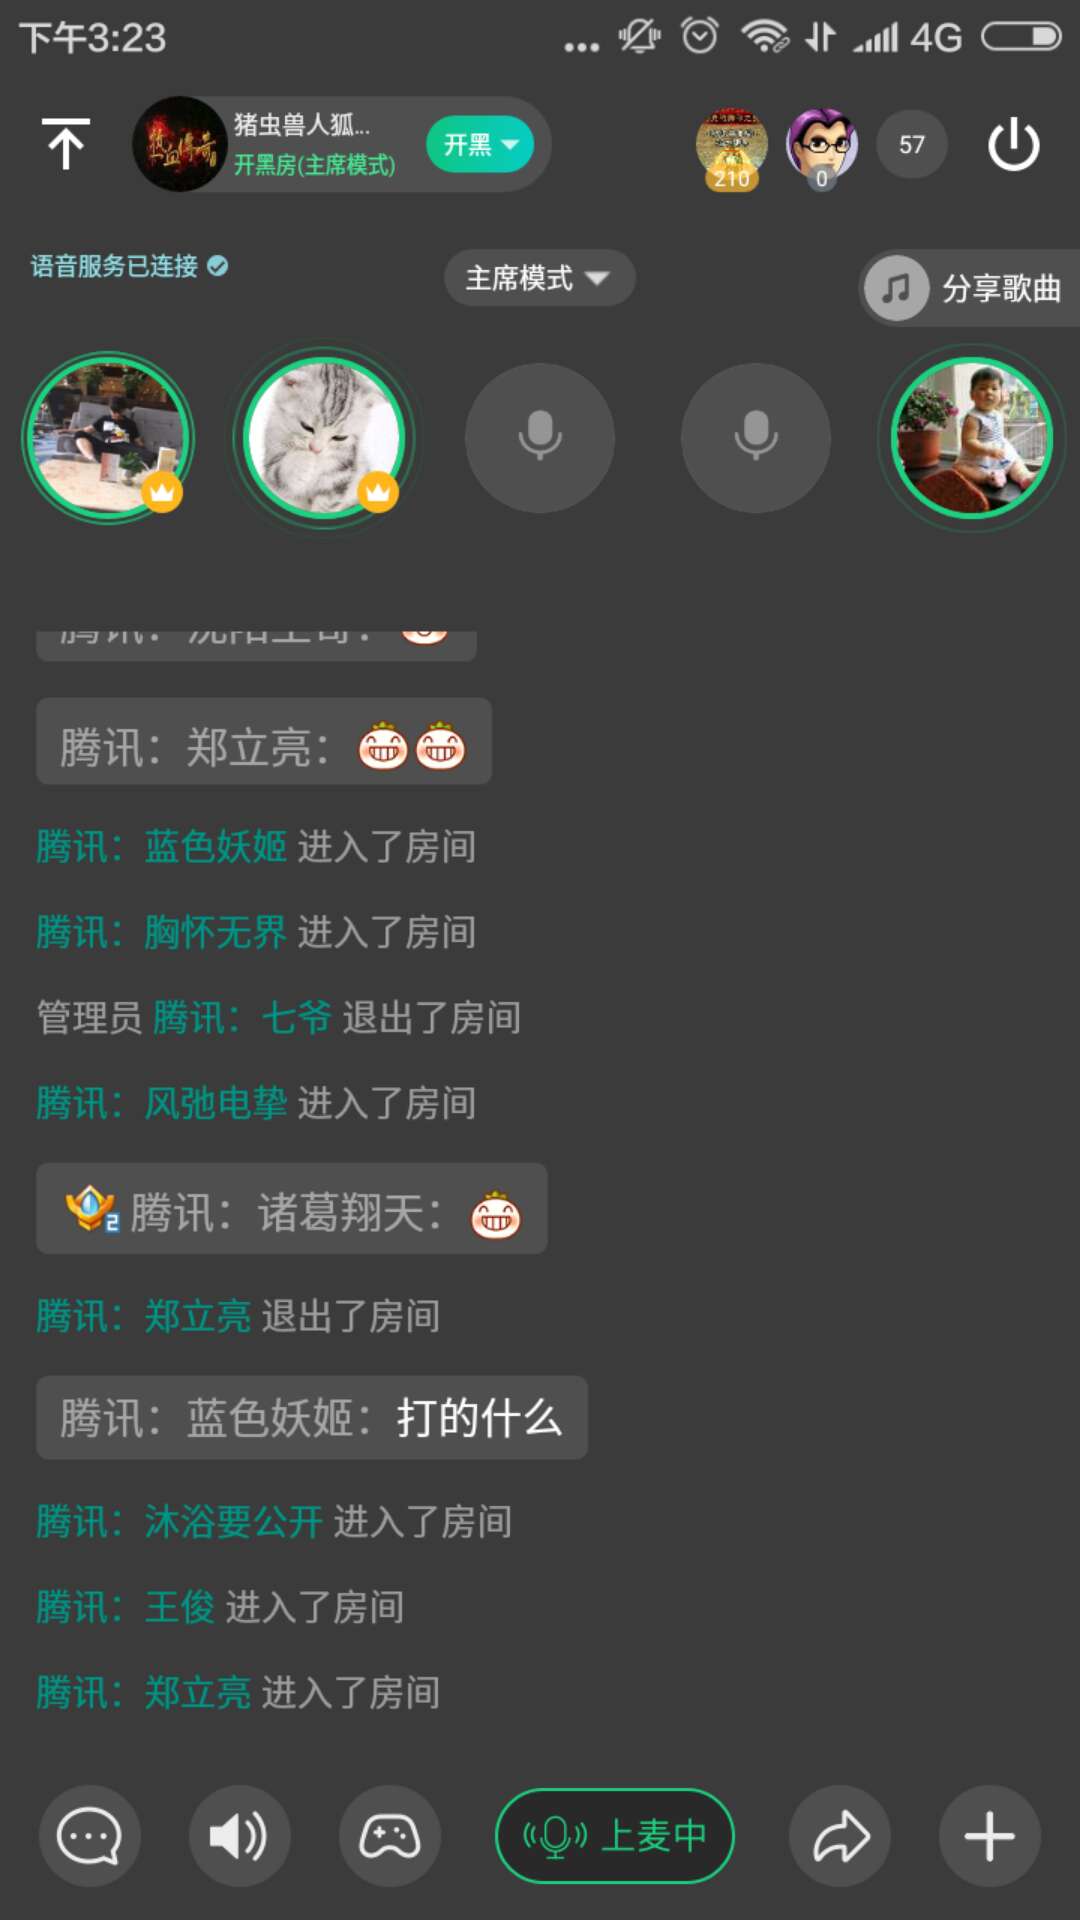 下午3:23
4G
猪虫兽人狐...
开黑房(主席模式)
开黑
210
0
57
语音服务已连接
主席模式
分享歌曲
腾讯：郑立亮：
腾讯：蓝色妖姬 进入了房间
腾讯：胸怀无界 进入了房间
管理员 腾讯：七爷 退出了房间
腾讯：风弛电挚 进入了房间
2 腾讯：诸葛翔天：
腾讯：郑立亮 退出了房间
腾讯：蓝色妖姬：打的什么
腾讯：沐浴要公开 进入了房间
腾讯：王俊 进入了房间
腾讯：郑立亮 进入了房间
上麦中